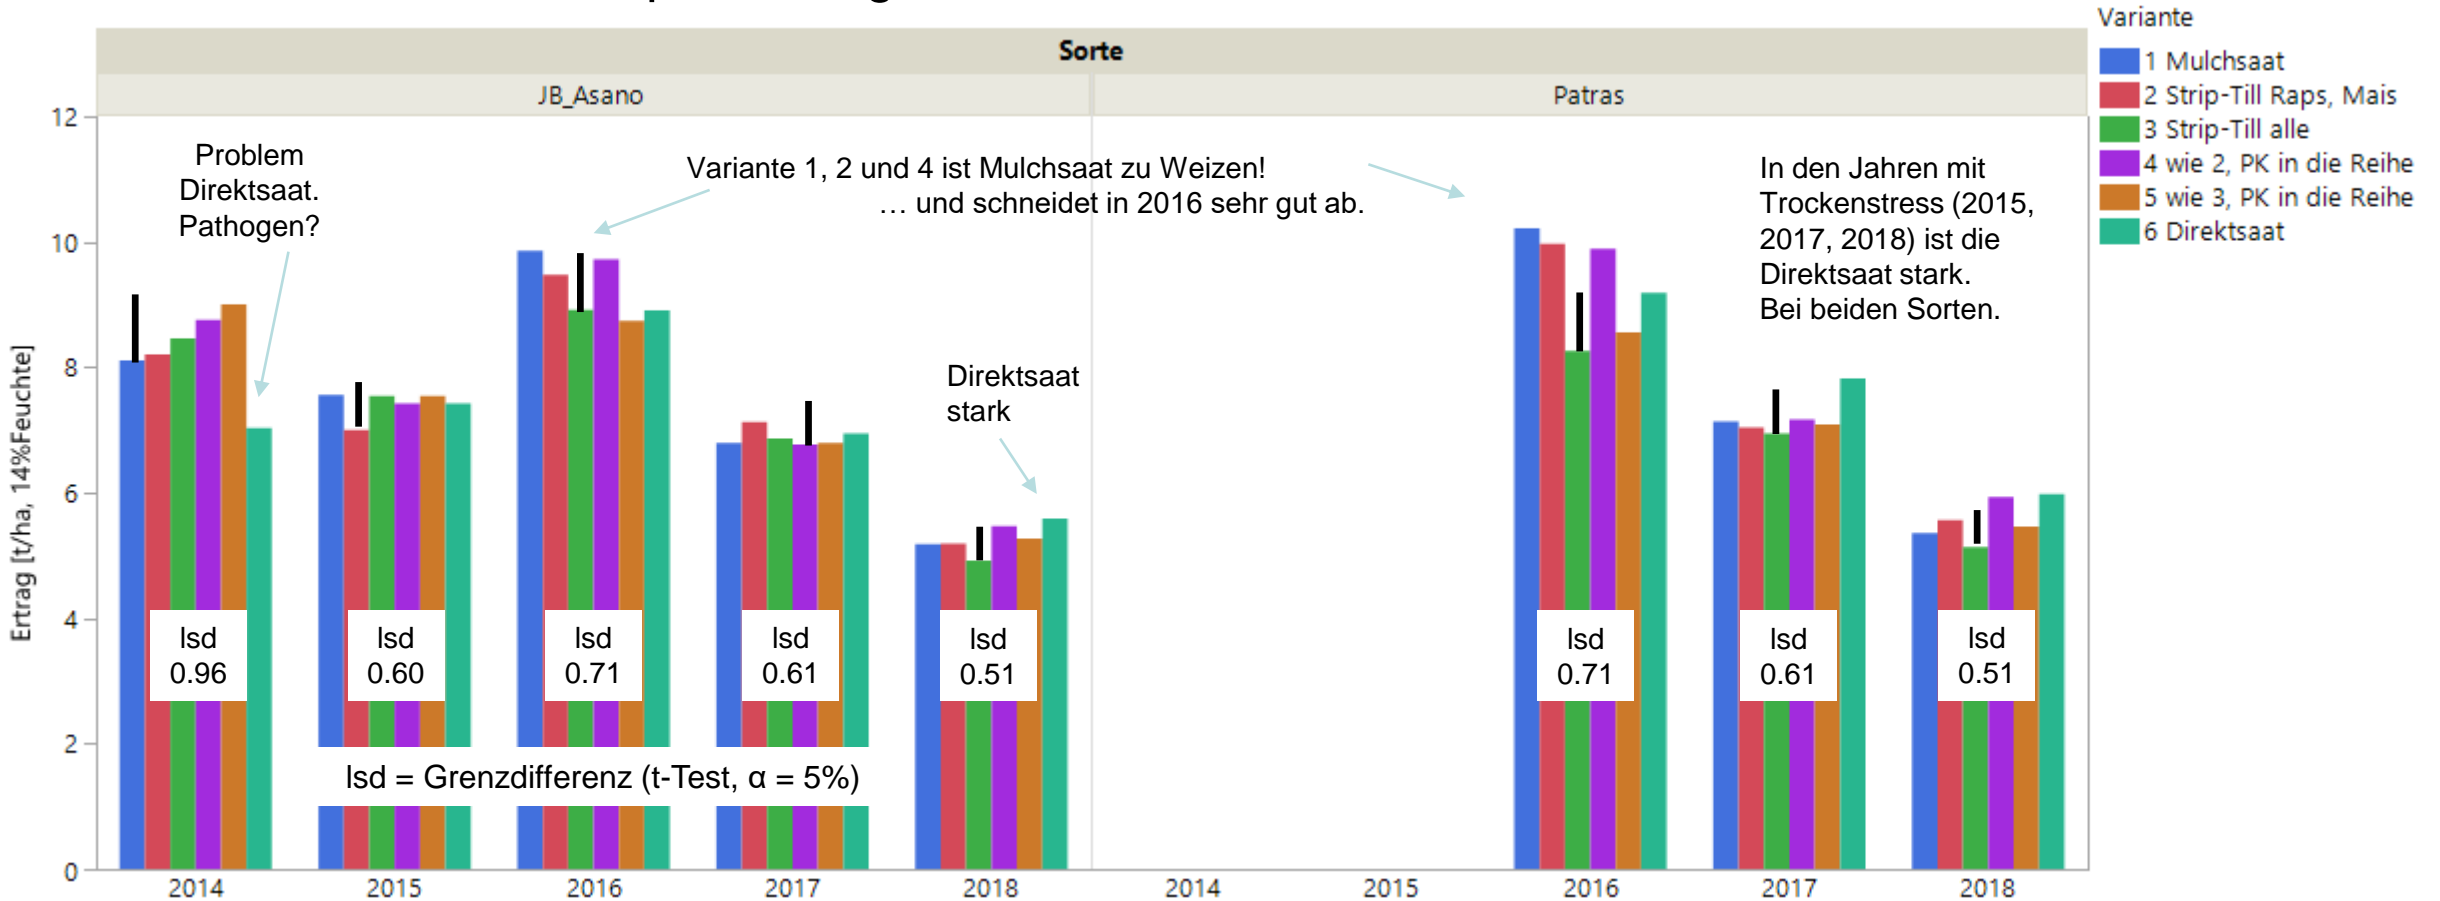 Sorte
JB_Asano
Patras
Variante
1 Mulchsaat
2 Strip-Till Raps, Mais
3 Strip-Till alle
4 wie 2, PK in die Reihe
5 wie 3, PK in die Reihe
6 Direktsaat
Ertrag [t/ha, 14%Feuchte]
12
10
8
6
4
2
0
Problem
Direktsaat.
Pathogen?
Variante 1, 2 und 4 ist Mulchsaat zu Weizen!
… und schneidet in 2016 sehr gut ab.
In den Jahren mit
Trockenstress (2015,
2017, 2018) ist die
Direktsaat stark.
Bei beiden Sorten.
Direktsaat
stark
lsd
0.96
lsd
0.60
lsd
0.71
lsd
0.61
lsd
0.51
lsd
0.71
lsd
0.61
lsd
0.51
lsd = Grenzdifferenz (t-Test, α = 5%)
2014
2015
2016
2017
2018
2014
2015
2016
2017
2018